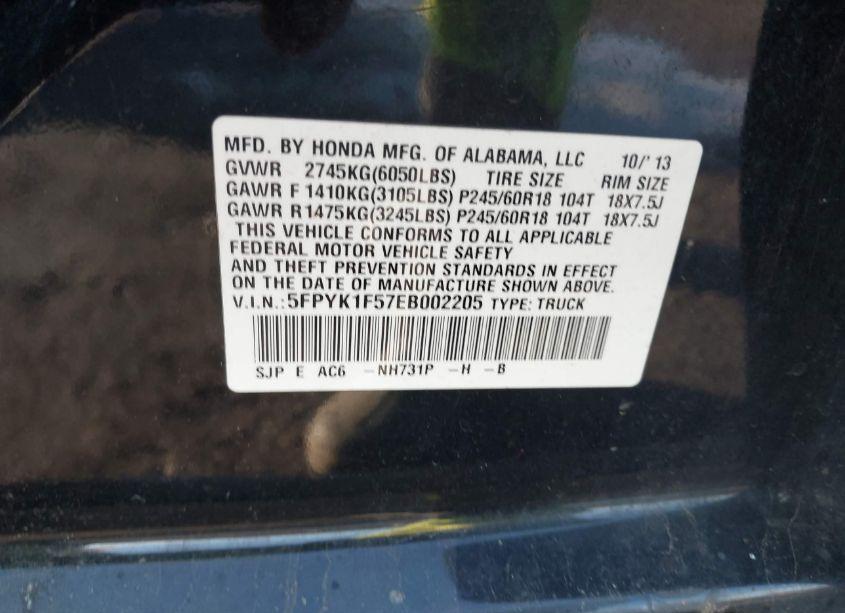 MFD. BY HONDA MFG. OF ALABAMA, LLC 10/'13
GVWR 2745KG(6050LBS) TIRE SIZE RIM SIZE
GAWR F 1410KG(3105LBS) P245/60R18 104T 18X7.5J
GAWR R 1475KG(3245LBS) P245/60R18 104T 18X7.5J
THIS VEHICLE CONFORMS TO ALL APPLICABLE
FEDERAL MOTOR VEHICLE SAFETY
AND THEFT PREVENTION STANDARDS IN EFFECT
ON THE DATE OF MANUFACTURE SHOWN ABOVE.
V.I.N.: 5FPYK1F57EB002205 TYPE: TRUCK
SJP E AC6 -NH731P -H -B